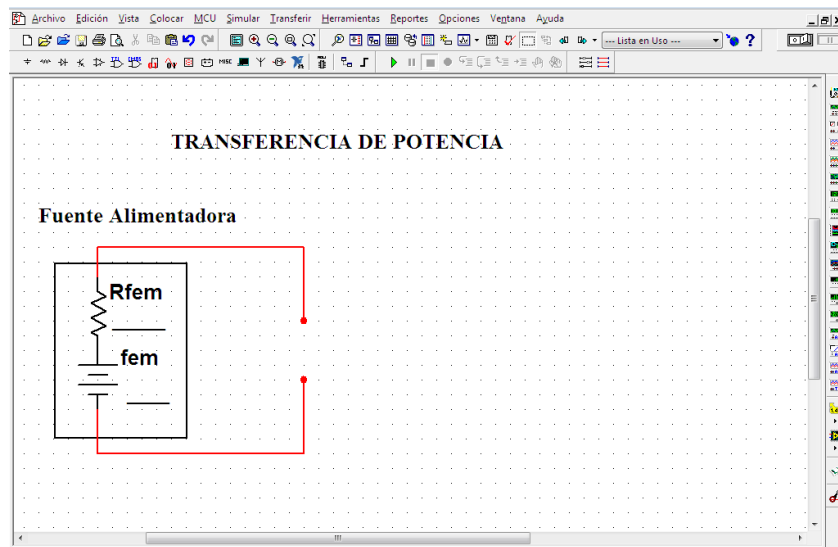 Archivo Edición Vista Colocar MCU Simular Transferir Herramientas Reportes Opciones Ventana Ayuda
--- Lista en Uso ---
MISC
TRANSFERENCIA DE POTENCIA
Fuente Alimentadora
Rfem
fem